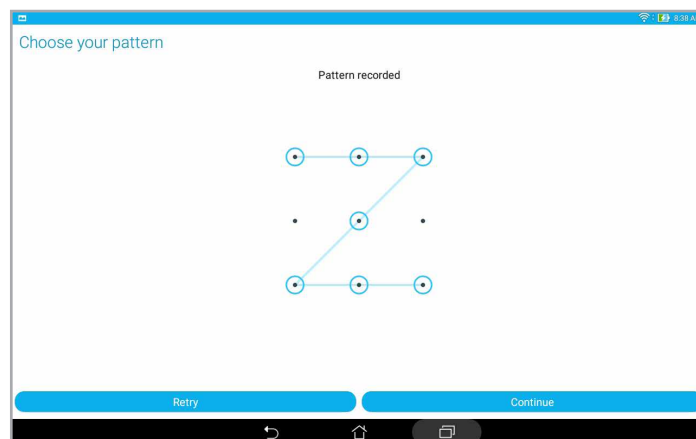 8:38 A
Choose your pattern
Pattern recorded
Retry
Continue